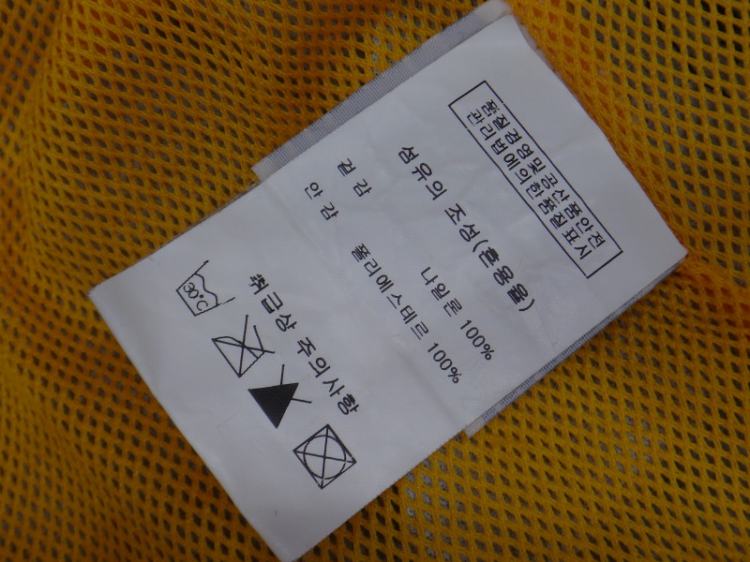 품질경영및공산품안전
관리법에의한품질표시
섬유의 조성(혼용율)
겉감 나일론 100%
안감 폴리에스테르 100%
취급상 주의사항
30°C